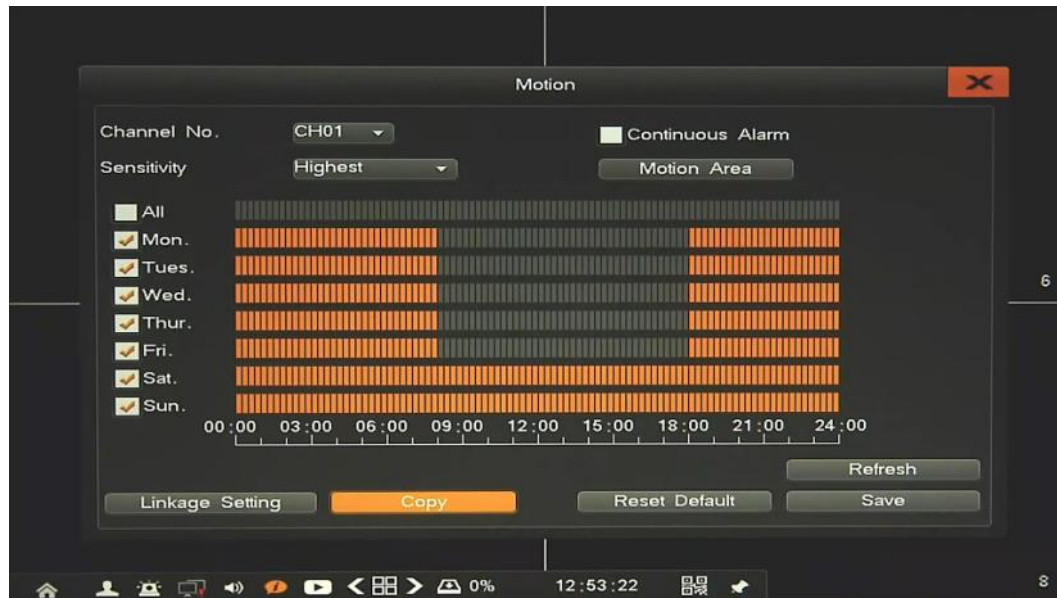 Motion
Channel No. CH01
Continuous Alarm
Sensitivity Highest
Motion Area
All
Mon.
Tues.
Wed.
Thur.
Fri.
Sat.
Sun.
00:00 03:00 06:00 09:00 12:00 15:00 18:00 21:00 24:00
Refresh
Linkage Setting Copy Reset Default Save
6
8
0% 12:53:22